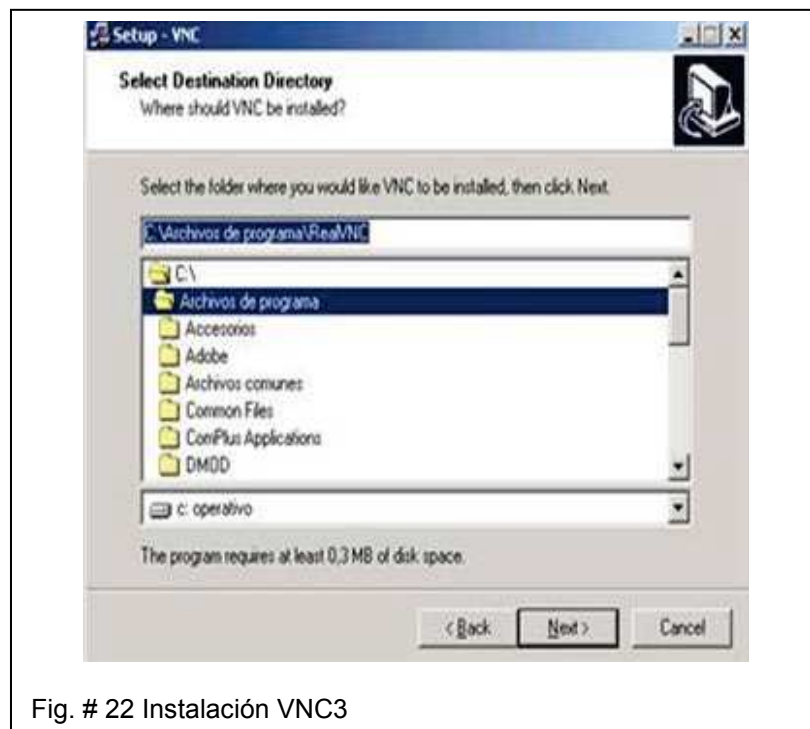 Setup - VNC
Select Destination Directory
Where should VNC be installed?
Select the folder where you would like VNC to be installed, then click Next.
C:\Archivos de programa\RealVNC
C:\
Archivos de programa
Accesorios
Adobe
Archivos comunes
Common Files
ComPlus Applications
DMDD
c: operativo
The program requires at least 0,3 MB of disk space.
< Back
Next >
Cancel
Fig. # 22 Instalación VNC3